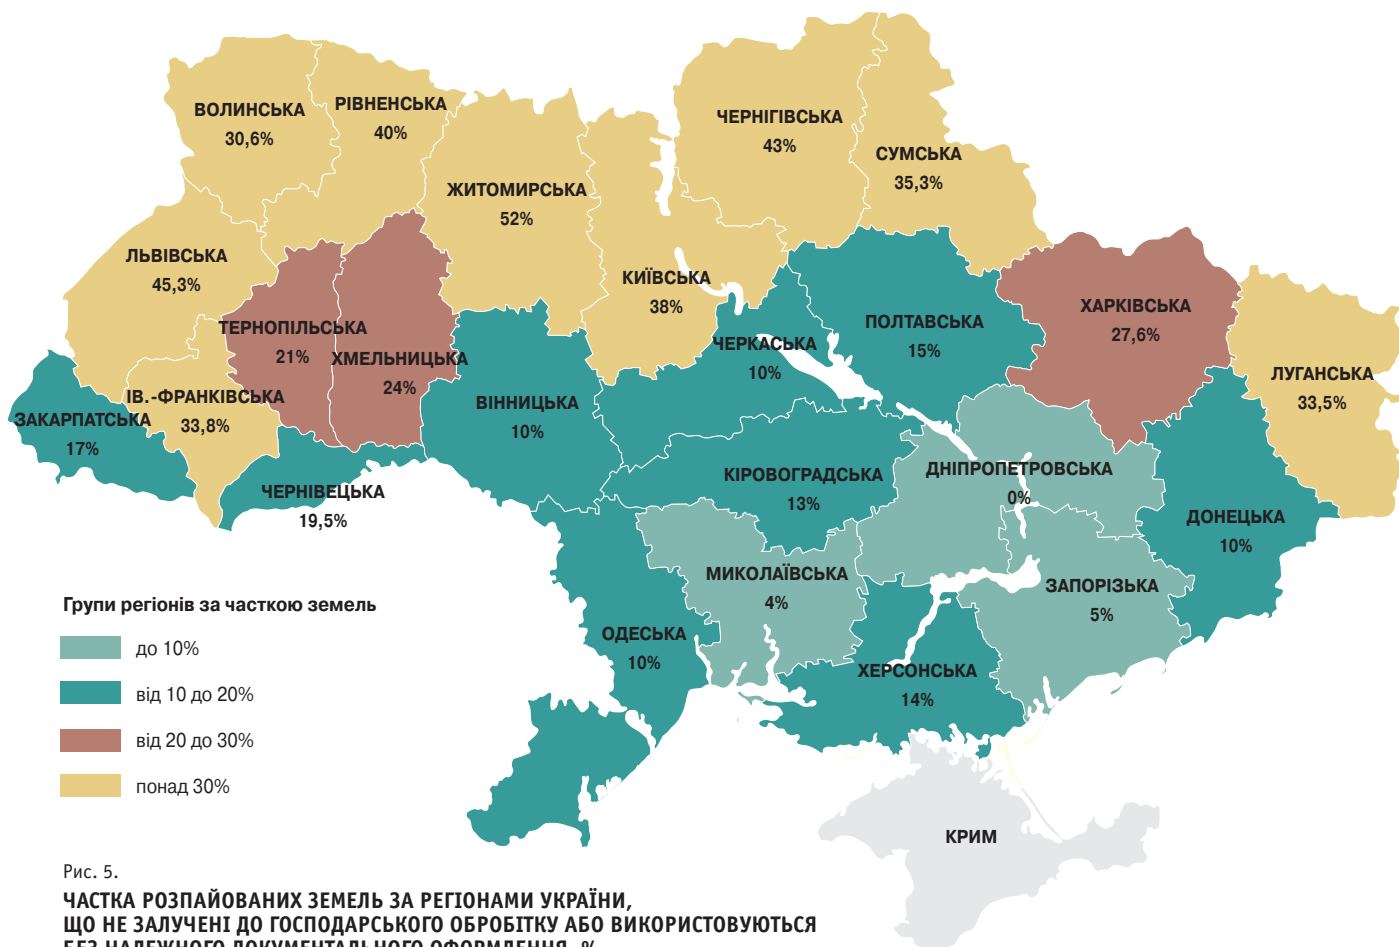 ВОЛИНСЬКА
30,6%
РІВНЕНСЬКА
40%
ЖИТОМИРСЬКА
52%
ЧЕРНІГІВСЬКА
43%
СУМСЬКА
35,3%
ЛЬВІВСЬКА
45,3%
КИЇВСЬКА
38%
ТЕРНОПІЛЬСЬКА
21%
ХМЕЛЬНИЦЬКА
24%
ЧЕРКАСЬКА
10%
ПОЛТАВСЬКА
15%
ХАРКІВСЬКА
27,6%
ЛУГАНСЬКА
33,5%
ІВ.-ФРАНКІВСЬКА
33,8%
ЗАКАРПАТСЬКА
17%
ВІННИЦЬКА
10%
ЧЕРНІВЕЦЬКА
19,5%
КІРОВОГРАДСЬКА
13%
ДНІПРОПЕТРОВСЬКА
0%
ДОНЕЦЬКА
10%
МИКОЛАЇВСЬКА
4%
ЗАПОРІЗЬКА
5%
ОДЕСЬКА
10%
ХЕРСОНСЬКА
14%
КРИМ
Групи регіонів за часткою земель
до 10%
від 10 до 20%
від 20 до 30%
понад 30%
Рис. 5.
ЧАСТКА РОЗПАЙОВАНИХ ЗЕМЕЛЬ ЗА РЕГІОНАМИ УКРАЇНИ,
ЩО НЕ ЗАЛУЧЕНІ ДО ГОСПОДАРСЬКОГО ОБРОБІТКУ АБО ВИКОРИСТОВУЮТЬСЯ
БЕЗ НАЛЕЖНОГО ДОКУМЕНТАЛЬНОГО ОФОРМЛЕННЯ, %